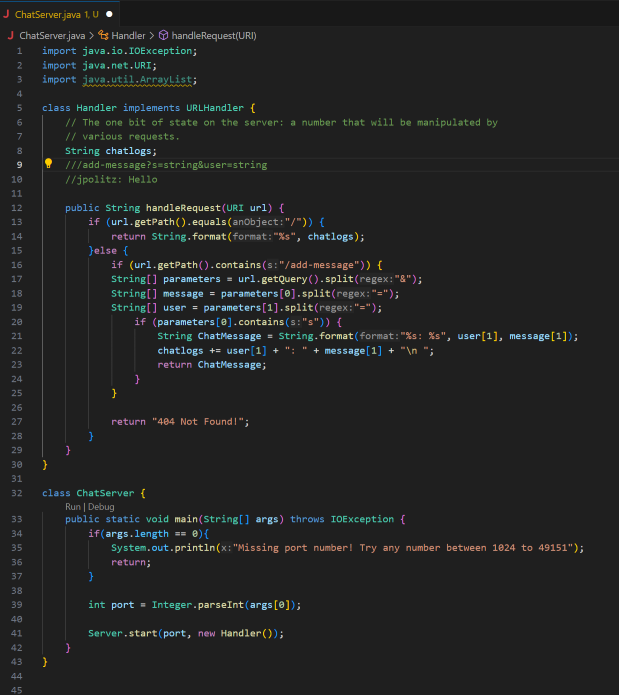 J ChatServer.java 1, U ●
J ChatServer.java > Handler > handleRequest(URI)
1 import java.io.IOException;
2 import java.net.URI;
3 import java.util.ArrayList;
4
5 class Handler implements URLHandler {
6     // The one bit of state on the server: a number that will be manipulated by
7     // various requests.
8     String chatlogs;
9     ///add-message?s=string&user=string
10     //jpolitz: Hello
11
12     public String handleRequest(URI url) {
13         if (url.getPath().equals(anObject:"/")) {
14             return String.format(format:"%s", chatlogs);
15         }else {
16             if (url.getPath().contains(s:"/add-message")) {
17             String[] parameters = url.getQuery().split(regex:"&");
18             String[] message = parameters[0].split(regex:"=");
19             String[] user = parameters[1].split(regex:"=");
20                 if (parameters[0].contains(s:"s")) {
21                     String ChatMessage = String.format(format:"%s: %s", user[1], message[1]);
22                     chatlogs += user[1] + ": " + message[1] + "\n ";
23                     return ChatMessage;
24                 }
25             }
26
27             return "404 Not Found!";
28         }
29     }
30 }
31
32 class ChatServer {
Run | Debug
33     public static void main(String[] args) throws IOException {
34         if(args.length == 0){
35             System.out.println(x:"Missing port number! Try any number between 1024 to 49151");
36             return;
37         }
38
39         int port = Integer.parseInt(args[0]);
40
41         Server.start(port, new Handler());
42     }
43 }
44
45